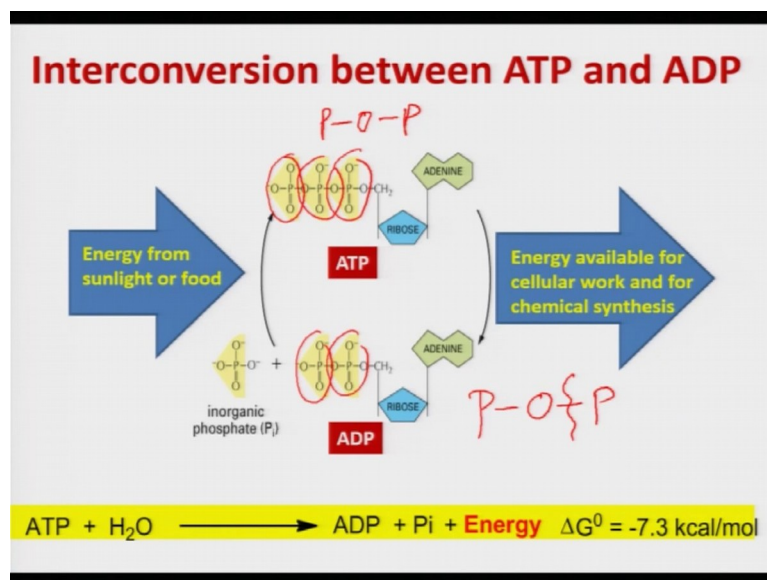 Interconversion between ATP and ADP
P-O-P
O O⁻ O⁻
⁻O-P-O-P-O-P-O-CH₂
O O O
ADENINE
RIBOSE
ATP
Energy from
sunlight or food
Energy available for
cellular work and for
chemical synthesis
O⁻
⁻O-P-O⁻
O
+
O⁻ O⁻
⁻O-P-O-P-O-CH₂
O O
ADENINE
RIBOSE
inorganic
phosphate (Pᵢ)
ADP
P-O-P
ATP + H₂O → ADP + Pi + Energy ΔG⁰ = -7.3 kcal/mol